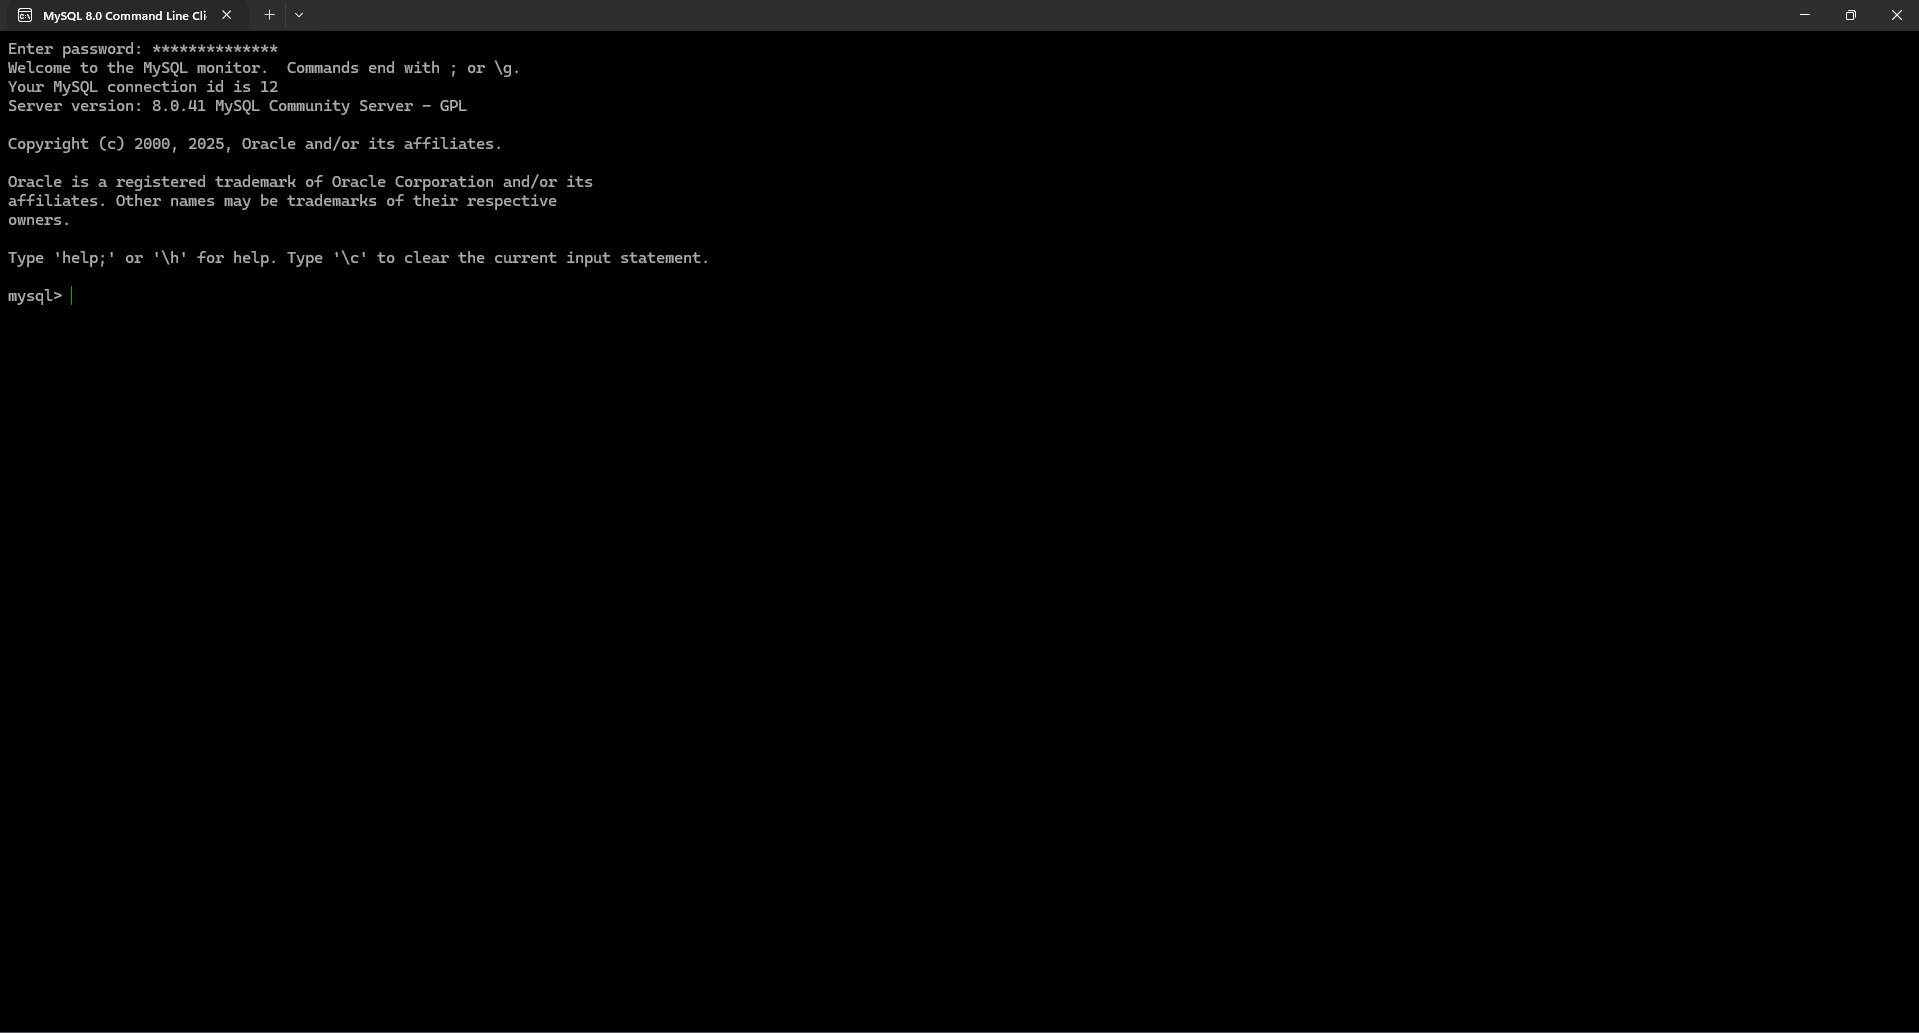 MySQL 8.0 Command Line Cli
Enter password: **************
Welcome to the MySQL monitor.  Commands end with ; or \g.
Your MySQL connection id is 12
Server version: 8.0.41 MySQL Community Server - GPL
Copyright (c) 2000, 2025, Oracle and/or its affiliates.
Oracle is a registered trademark of Oracle Corporation and/or its
affiliates. Other names may be trademarks of their respective
owners.
Type 'help;' or '\h' for help. Type '\c' to clear the current input statement.
mysql>